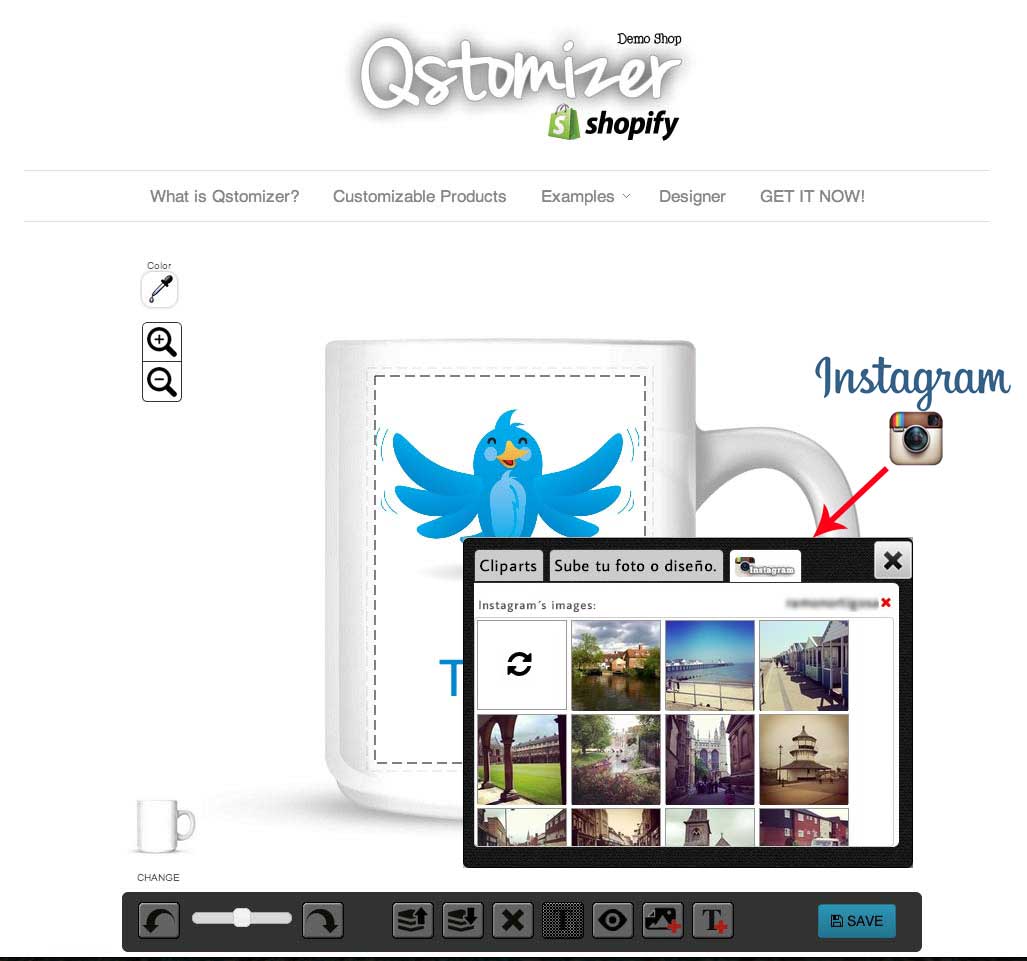 Demo Shop
Qstomizer
shopify
What is Qstomizer? Customizable Products Examples Designer GET IT NOW!
Color
Instagram
Cliparts Sube tu foto o diseño. Instagram
Instagram´s images:
T
CHANGE
T T SAVE